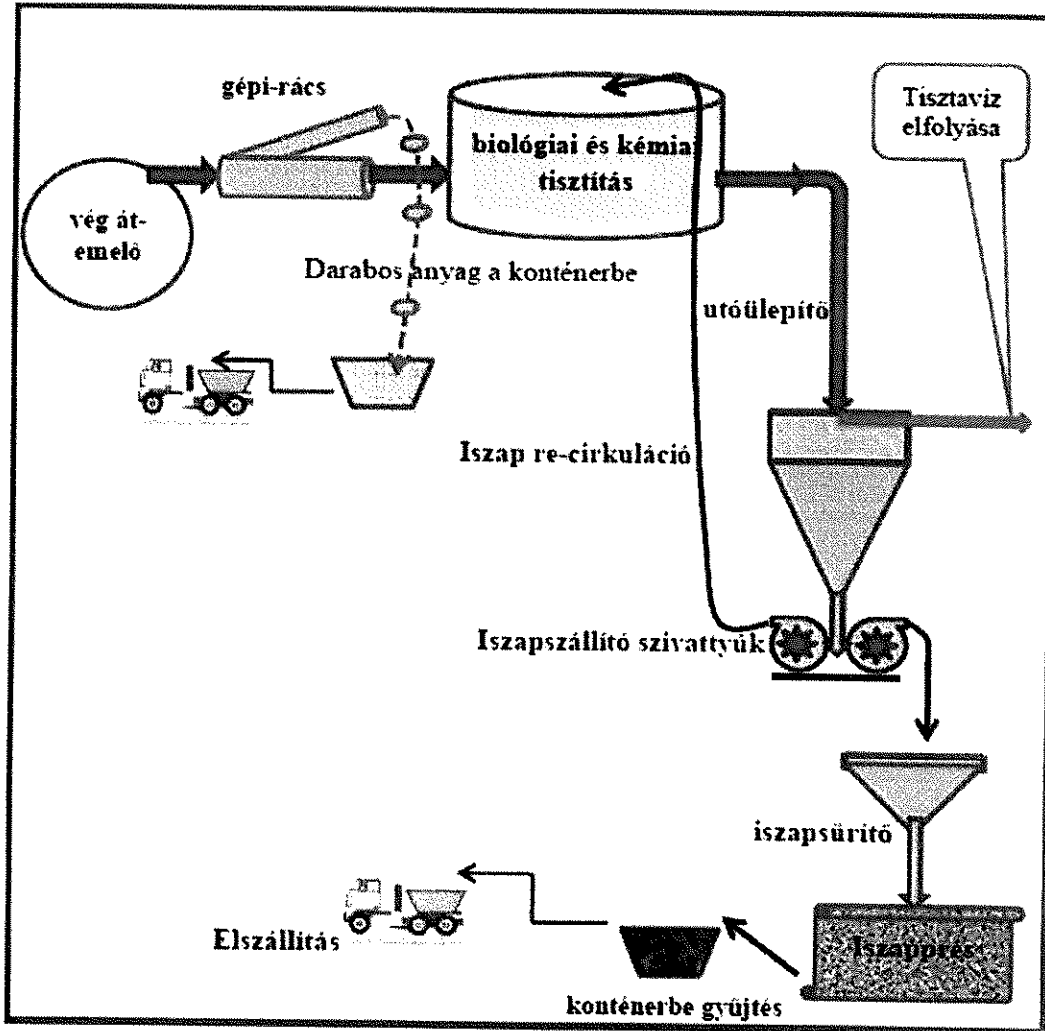 gépi-rács
Tisztavíz
elfolyása
biológiai és kémiai
tisztítás
vég át-
emelő
Darabos anyag a konténerbe
utóülepítő
Iszap re-cirkuláció
Iszapszállító szivattyúk
iszapsűrítő
Iszapprés
Elszállítás
konténerbe gyűjtés